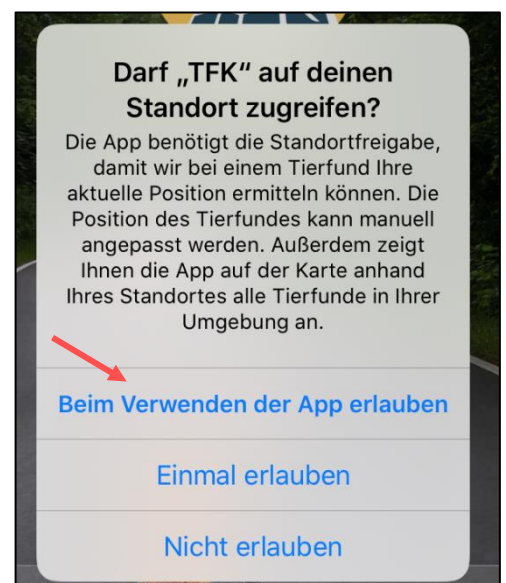 Darf „TFK“ auf deinen
Standort zugreifen?
Die App benötigt die Standortfreigabe,
damit wir bei einem Tierfund Ihre
aktuelle Position ermitteln können. Die
Position des Tierfundes kann manuell
angepasst werden. Außerdem zeigt
Ihnen die App auf der Karte anhand
Ihres Standortes alle Tierfunde in Ihrer
Umgebung an.
Beim Verwenden der App erlauben
Einmal erlauben
Nicht erlauben